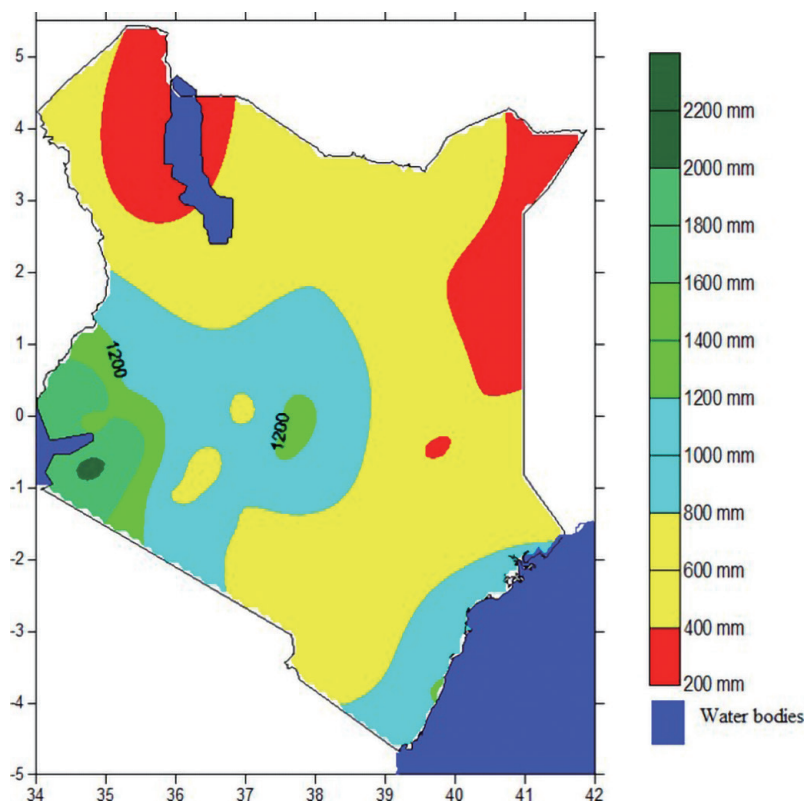 5
4
3
2
1
0
-1
-2
-3
-4
-5
34
35
36
37
38
39
40
41
42
1200
1200
2200 mm
2000 mm
1800 mm
1600 mm
1400 mm
1200 mm
1000 mm
800 mm
600 mm
400 mm
200 mm
Water bodies